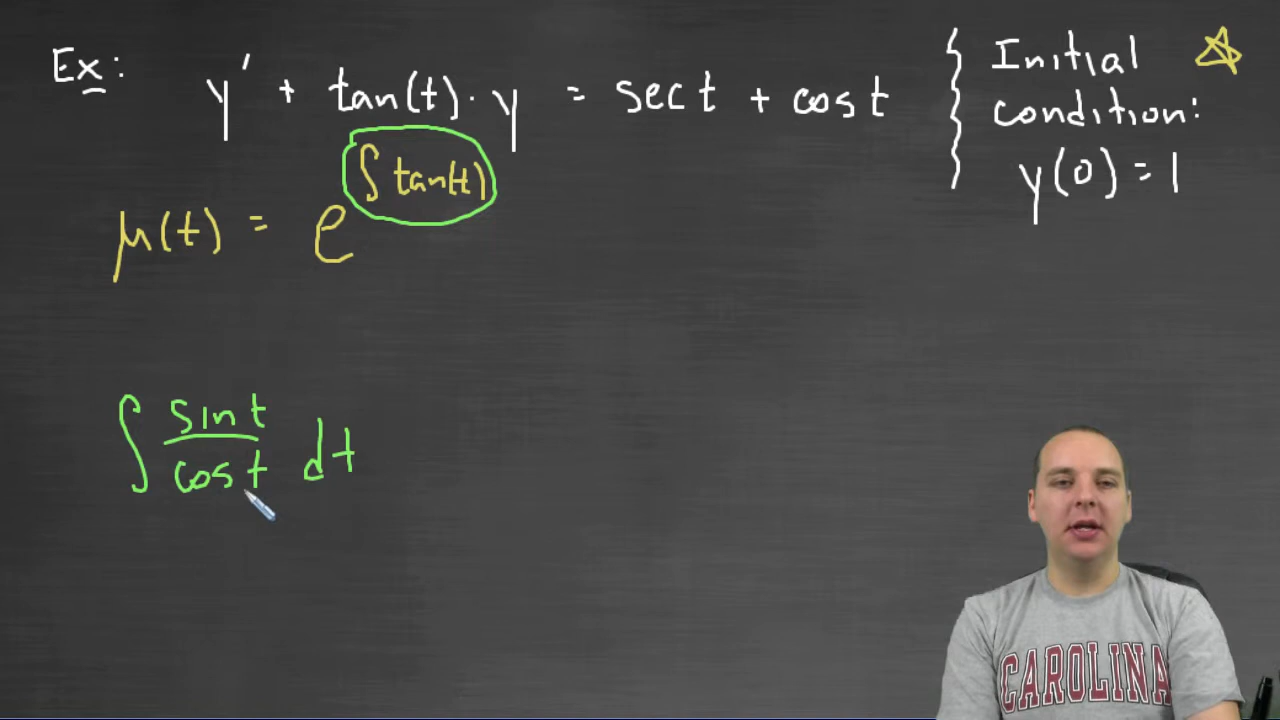 Ex: y' + tan(t)·y = sec t + cos t
Initial
condition:
y(0) = 1
μ(t) = e^∫tan(t)
∫ sin t / cos t dt
CAROLINA